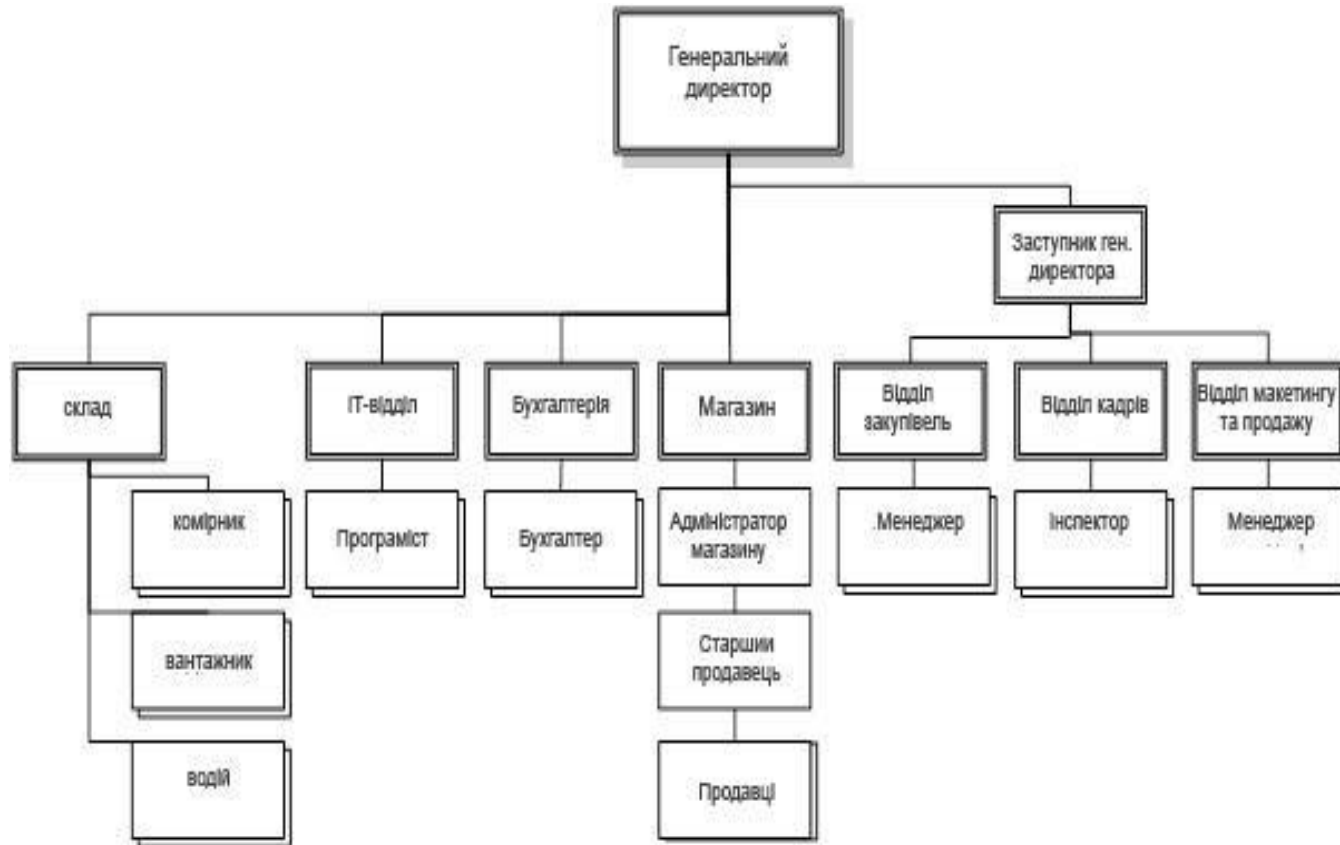 Генеральний
директор
Заступник ген.
директора
склад
ІТ-відділ
Бухгалтерія
Магазин
Відділ
закупівель
Відділ кадрів
Відділ макетингу
та продажу
комірник
Програміст
Бухгалтер
Адміністратор
магазину
.Менеджер
Інспектор
Менеджер
вантажник
Старшии
продавець
водій
Продавці